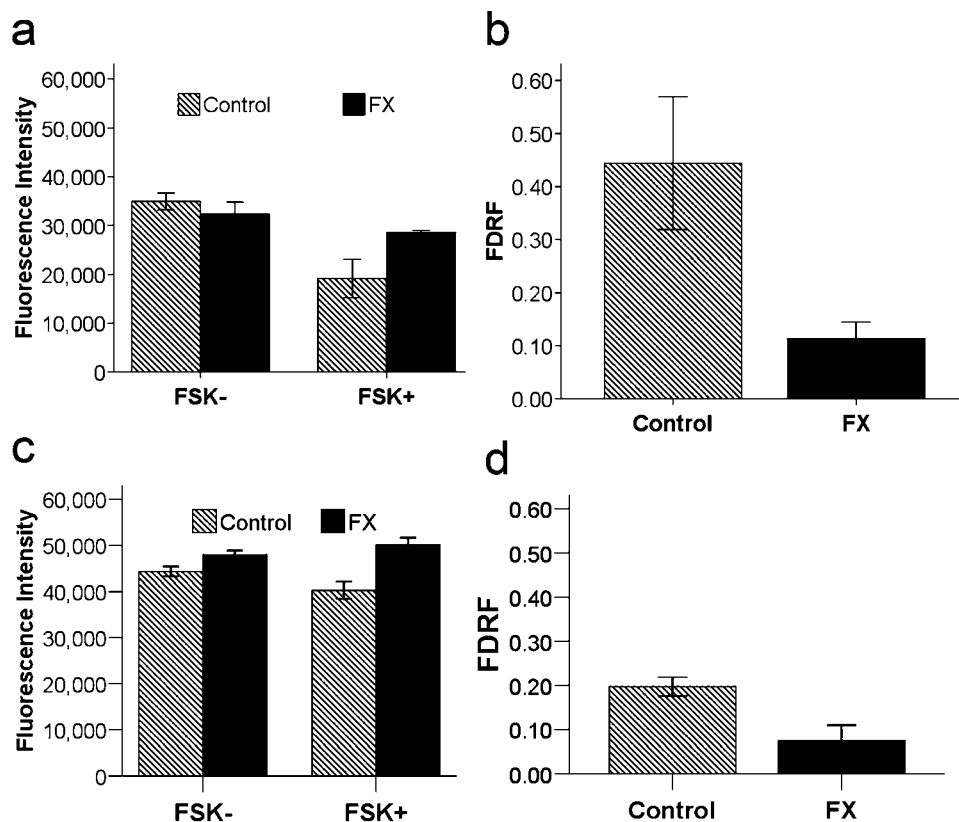 a
Fluorescence Intensity
60,000
50,000
40,000
30,000
20,000
10,000
0
Control
FX
FSK-
FSK+
b
FDRF
0.60
0.50
0.40
0.30
0.20
0.10
0.00
Control
FX
c
Fluorescence Intensity
60,000
50,000
40,000
30,000
20,000
10,000
0
Control
FX
FSK-
FSK+
d
FDRF
0.60
0.50
0.40
0.30
0.20
0.10
0.00
Control
FX